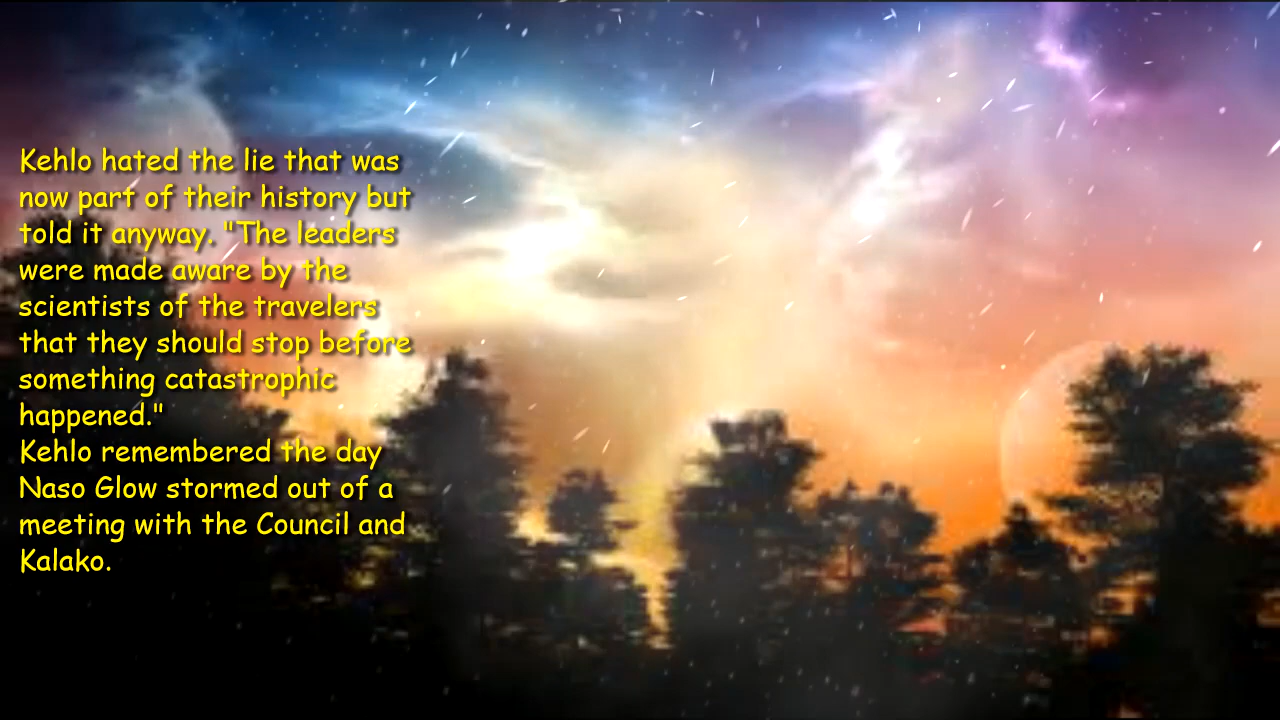 Kehlo hated the lie that was
now part of their history but
told it anyway. "The leaders
were made aware by the
scientists of the travelers
that they should stop before
something catastrophic
happened."
Kehlo remembered the day
Naso Glow stormed out of a
meeting with the Council and
Kalako.